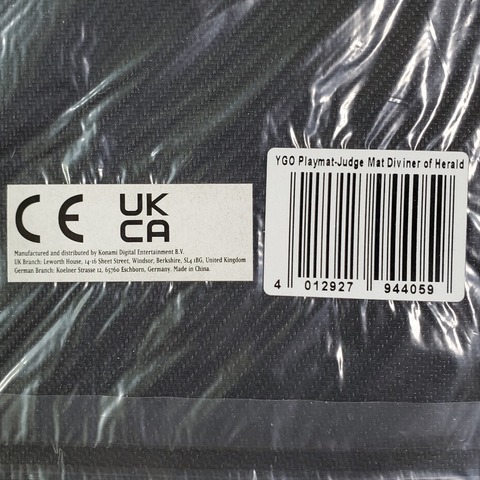 CE UK
CA
Manufactured and distributed by Konami Digital Entertainment B.V.
UK Branch: Leworth House, 14-16 Sheet Street, Windsor, Berkshire, SL4 1BG, United Kingdom
German Branch: Koelner Strasse 12, 65760 Eschborn, Germany. Made in China.
YGO Playmat-Judge Mat Diviner of Herald
4 012927 944059